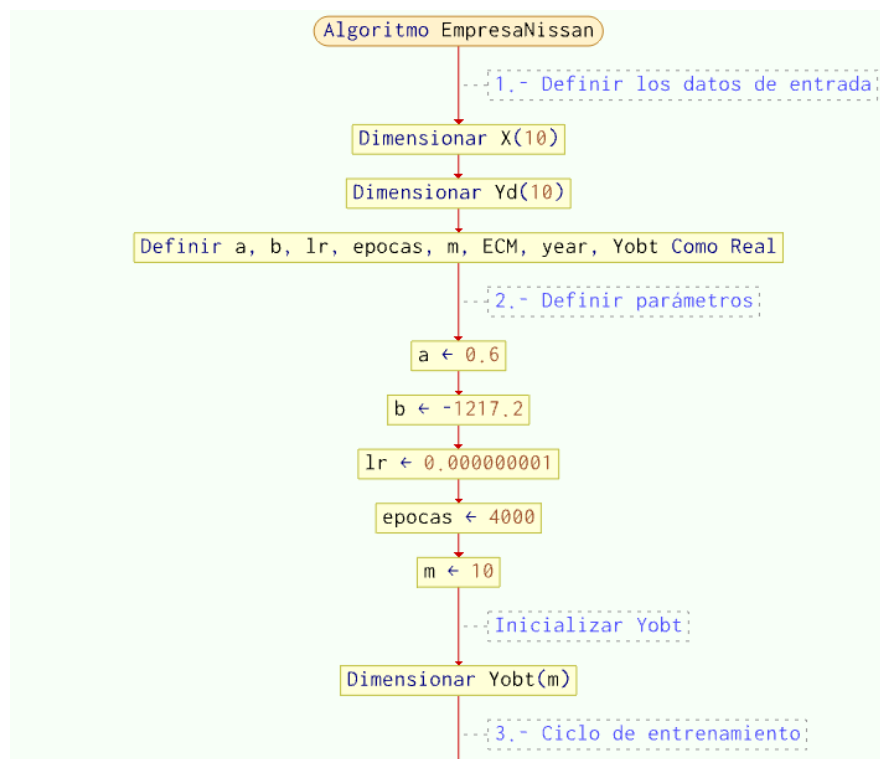 Algoritmo EmpresaNissan
1.- Definir los datos de entrada
Dimensionar X(10)
Dimensionar Yd(10)
Definir a, b, lr, epocas, m, ECM, year, Yobt Como Real
2.- Definir parámetros
a ← 0.6
b ← -1217.2
lr ← 0.000000001
epocas ← 4000
m ← 10
Inicializar Yobt
Dimensionar Yobt(m)
3.- Ciclo de entrenamiento